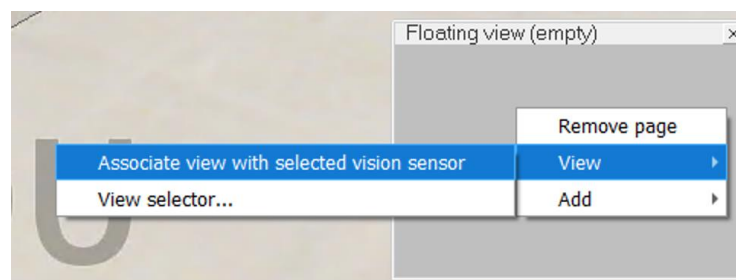 Floating view (empty)
Remove page
Associate view with selected vision sensor
View
View selector...
Add